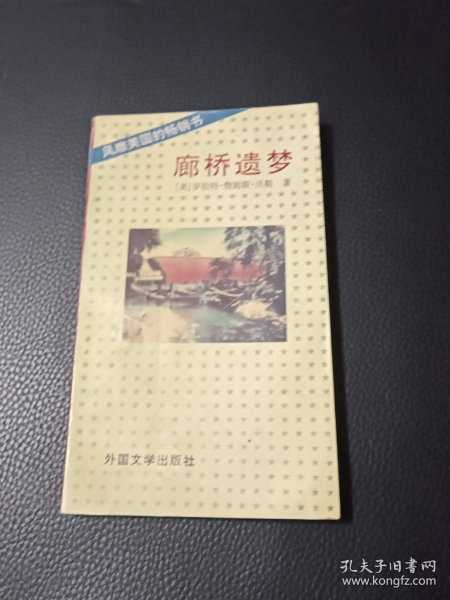 风靡美国的畅销书
廊桥遗梦
〔美〕罗伯特·詹姆斯·沃勒 著
外国文学出版社
孔夫子旧书网
www.kongfz.com